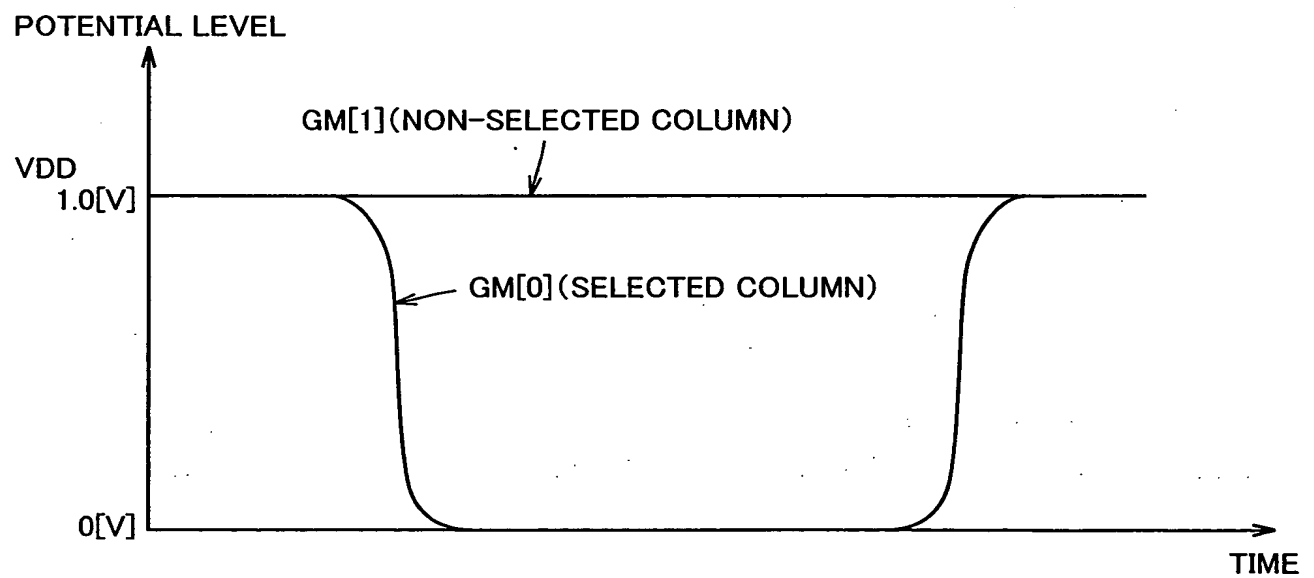 POTENTIAL LEVEL
GM[1](NON-SELECTED COLUMN)
VDD
1.0[V]
GM[0](SELECTED COLUMN)
0[V]
TIME